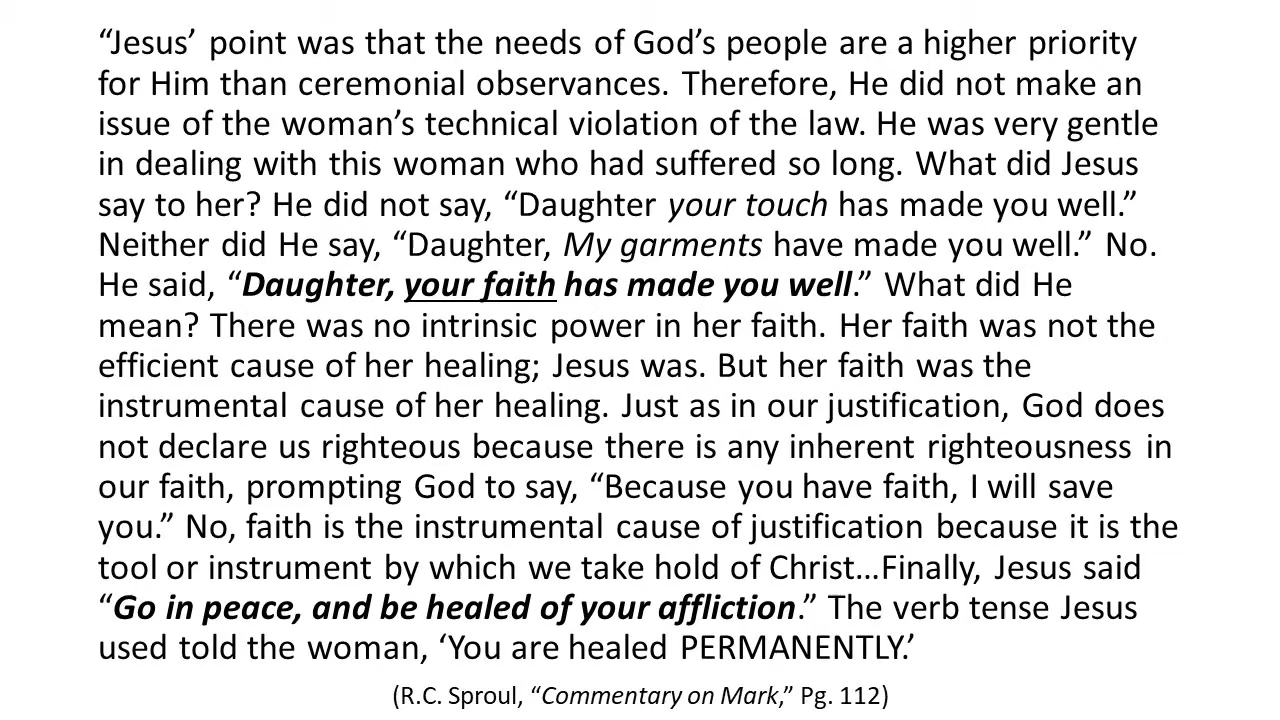 “Jesus’ point was that the needs of God’s people are a higher priority
for Him than ceremonial observances. Therefore, He did not make an
issue of the woman’s technical violation of the law. He was very gentle
in dealing with this woman who had suffered so long. What did Jesus
say to her? He did not say, “Daughter your touch has made you well.”
Neither did He say, “Daughter, My garments have made you well.” No.
He said, “Daughter, your faith has made you well.” What did He
mean? There was no intrinsic power in her faith. Her faith was not the
efficient cause of her healing; Jesus was. But her faith was the
instrumental cause of her healing. Just as in our justification, God does
not declare us righteous because there is any inherent righteousness in
our faith, prompting God to say, “Because you have faith, I will save
you.” No, faith is the instrumental cause of justification because it is the
tool or instrument by which we take hold of Christ…Finally, Jesus said
“Go in peace, and be healed of your affliction.” The verb tense Jesus
used told the woman, ‘You are healed PERMANENTLY.’
(R.C. Sproul, “Commentary on Mark,” Pg. 112)